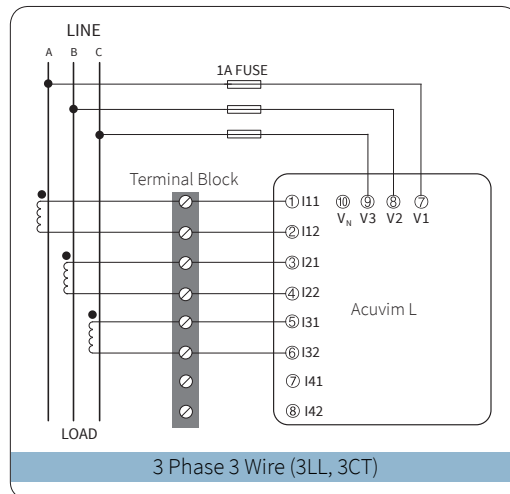 LINE
A B C
1A FUSE
Terminal Block
① I11 ⑩ ⑨ ⑧ ⑦
V_N V3 V2 V1
② I12
③ I21
④ I22
Acuvim L
⑤ I31
⑥ I32
⑦ I41
⑧ I42
LOAD
3 Phase 3 Wire (3LL, 3CT)